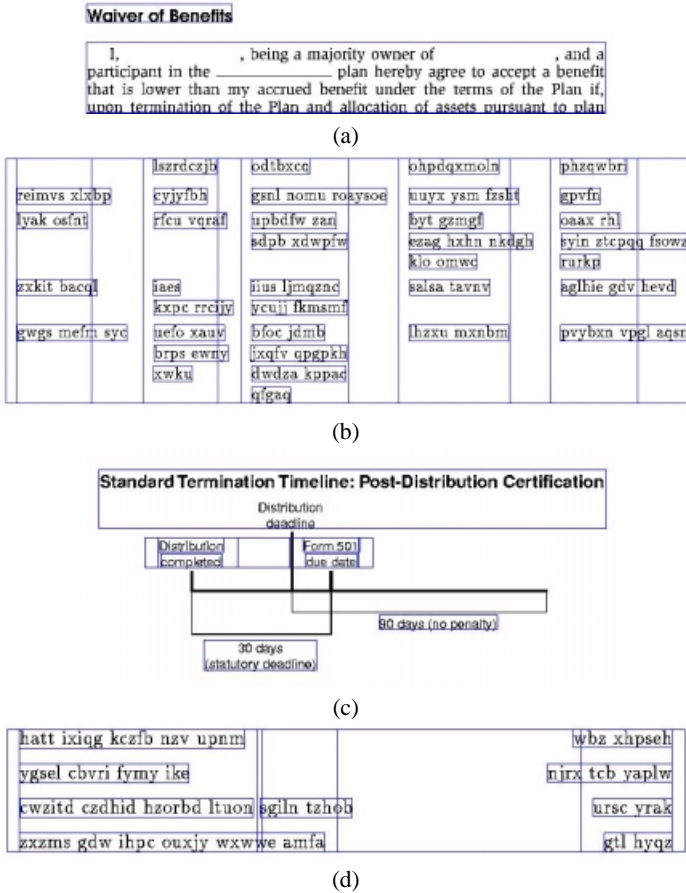 Waiver of Benefits
I, , being a majority owner of , and a
participant in the ______________ plan hereby agree to accept a benefit
that is lower than my accrued benefit under the terms of the Plan if,
upon termination of the Plan and allocation of assets pursuant to plan
(a)
lszrdczjb odtbxcq ohpdqxmoln phzqwbri
reimvs xlxbp cyjyfbh gsnl nomu roaysoe uuyx ysm fzsht gpvfn
lyak osfnt rfcu vqraf upbdfw zan byt gzmgf oaax rhl
sdpb xdwpfw ezag hxhn nkdgh syin ztcpqq fsowz
klo omwc rurkp
zxkit bacql iaes iius ljmqznc salsa tavnv aglhie gdv hevd
kxpc rrcijy ycujj fkmsmf
gwgs mefm syc uefo xauv bfoc jdmb lhzxu mxnbm pvybxn vpgl aqsn
brps ewny jxqfv qpgpkh
xwku dwdza kppac
qfgaq
(b)
Standard Termination Timeline: Post-Distribution Certification
Distribution
deadline
Distribution Form 501
completed due date
90 days (no penalty)
30 days
(statutory deadline)
(c)
hatt ixiqg kczfb nzv upnm wbz xhpseh
ygsel cbvri fymy ike njrx tcb yaplw
cwzitd czdhid hzorbd ltuon sgiln tzhob ursc yrak
zxzms gdw ihpc ouxjy wxwwe amfa gtl hyqz
(d)